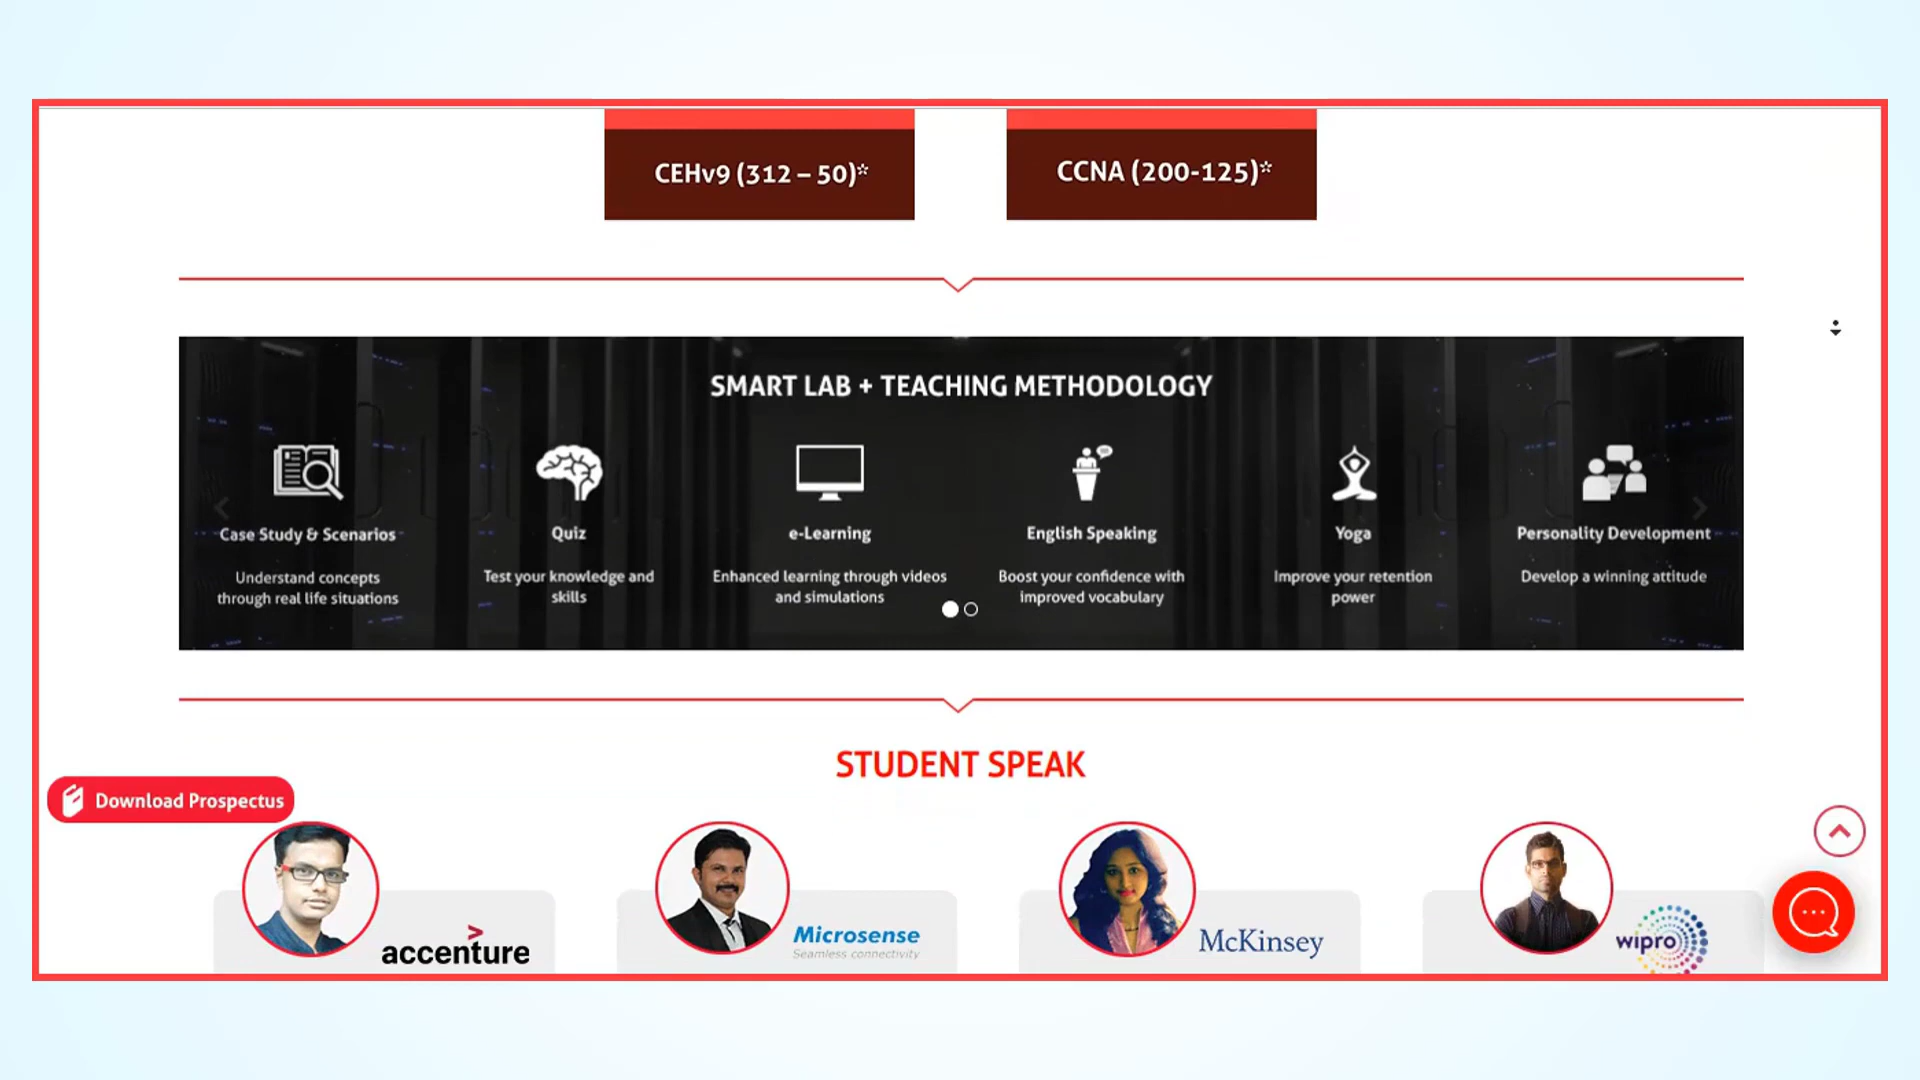 CEHv9 (312 – 50)*
CCNA (200-125)*
SMART LAB + TEACHING METHODOLOGY
Case Study & Scenarios
Understand concepts
through real life situations
Quiz
Test your knowledge and
skills
e-Learning
Enhanced learning through videos
and simulations
English Speaking
Boost your confidence with
improved vocabulary
Yoga
Improve your retention
power
Personality Development
Develop a winning attitude
STUDENT SPEAK
Download Prospectus
accenture
Microsense
Seamless connectivity
McKinsey
wipro